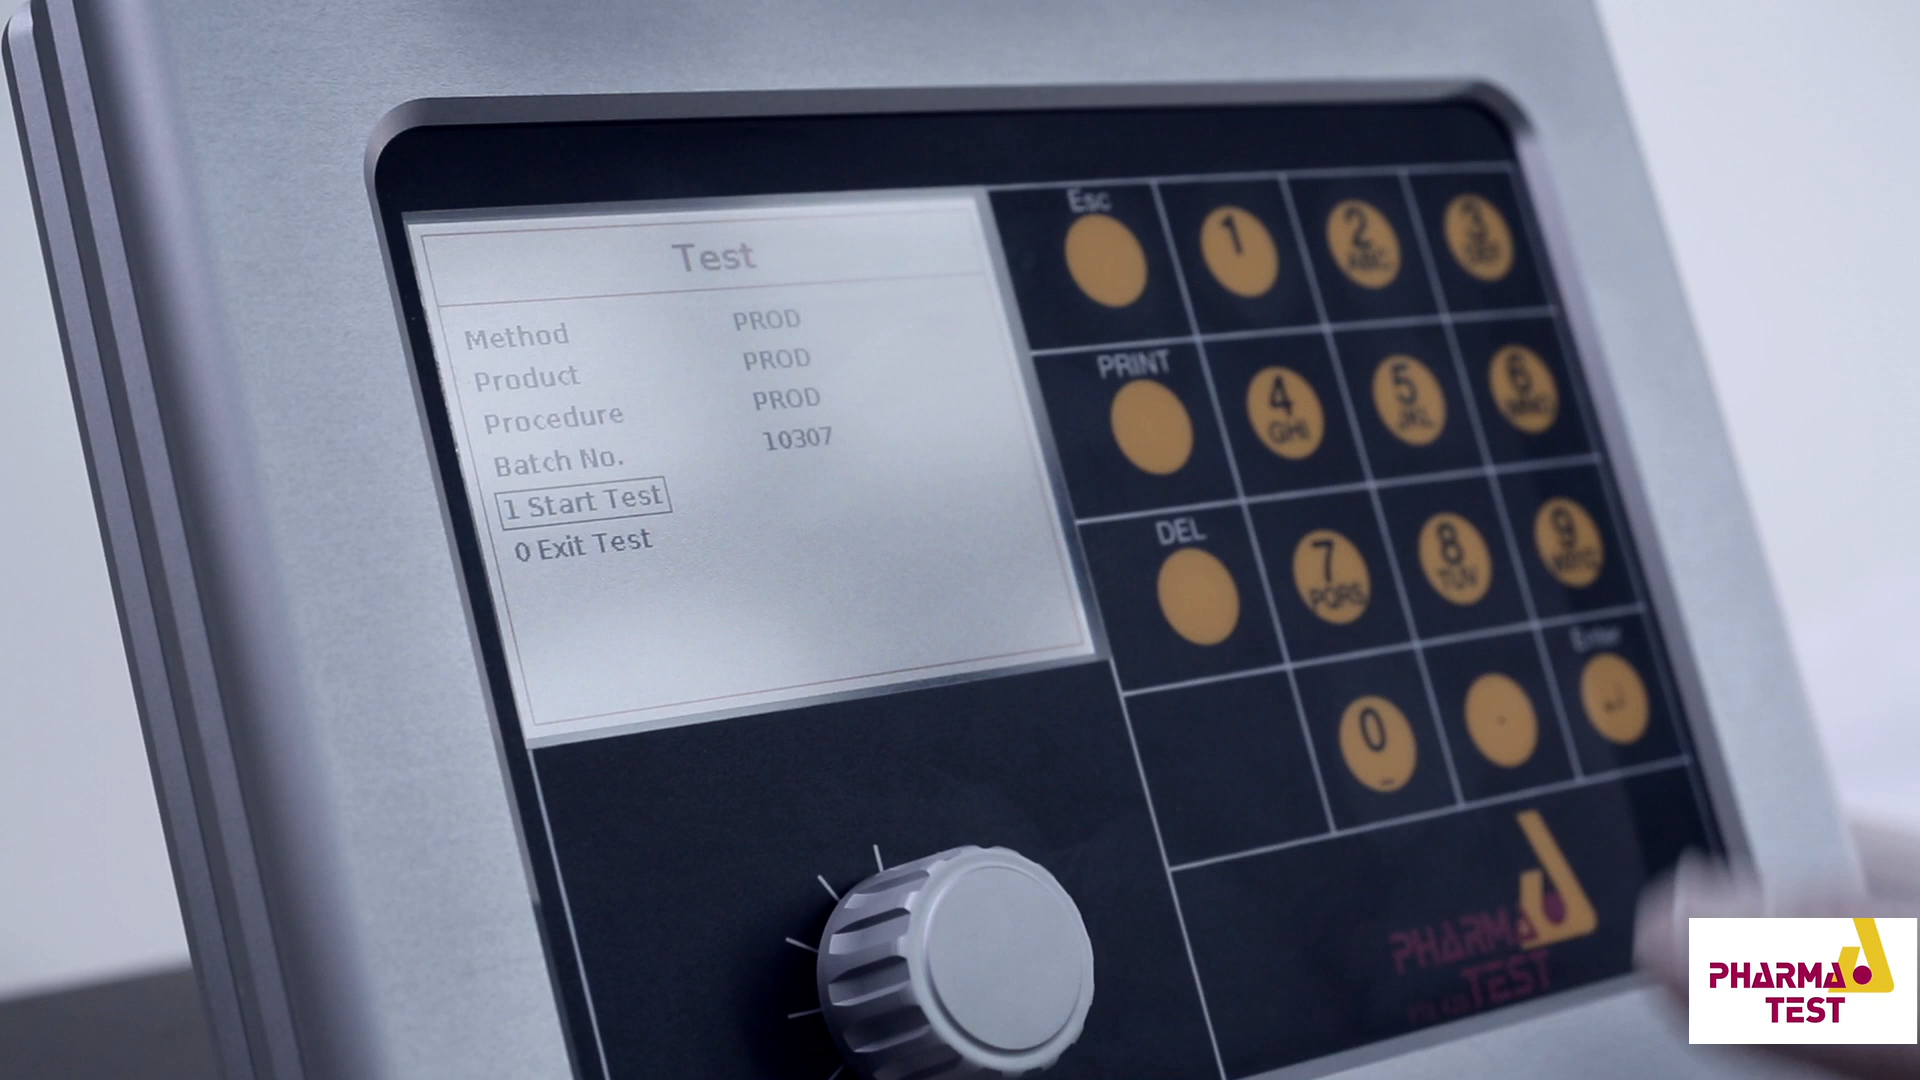 Test
Method PROD
Product PROD
Procedure PROD
Batch No. 10307
1 Start Test
0 Exit Test
Esc
1
2
ABC
3
DEF
PRINT
4
GHI
5
JKL
6
MNO
DEL
7
PQRS
8
TUV
9
0
_
.
Enter
PHARMA
TEST
PHARMA
TEST